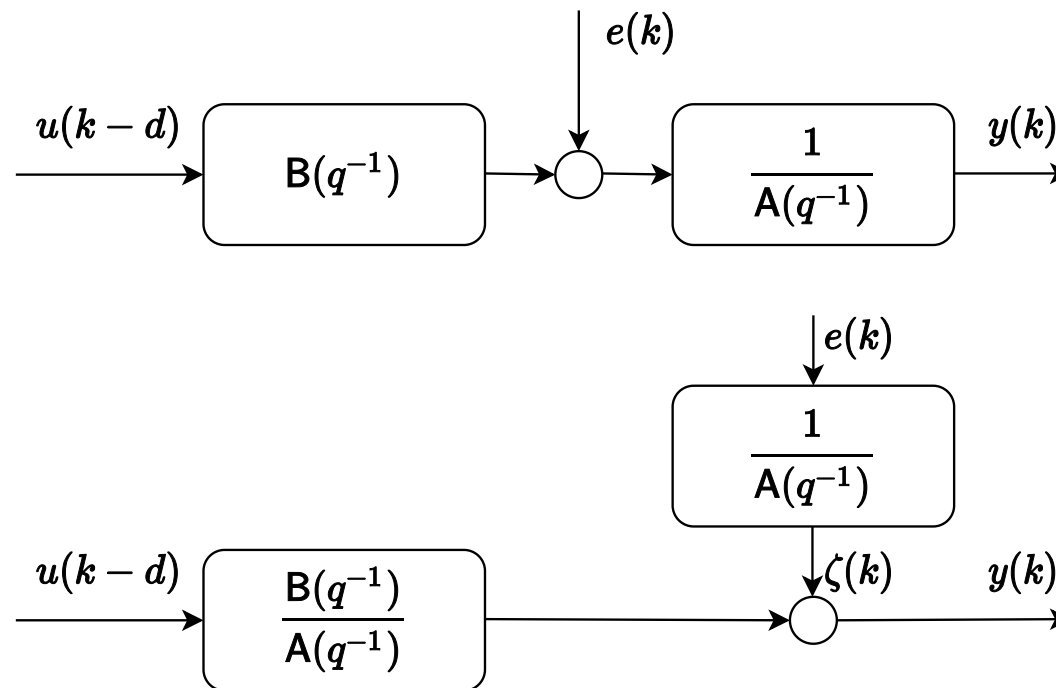 e(k)
u(k − d)
B(q⁻¹)
1
A(q⁻¹)
y(k)
e(k)
1
A(q⁻¹)
u(k − d)
B(q⁻¹)
A(q⁻¹)
ζ(k)
y(k)